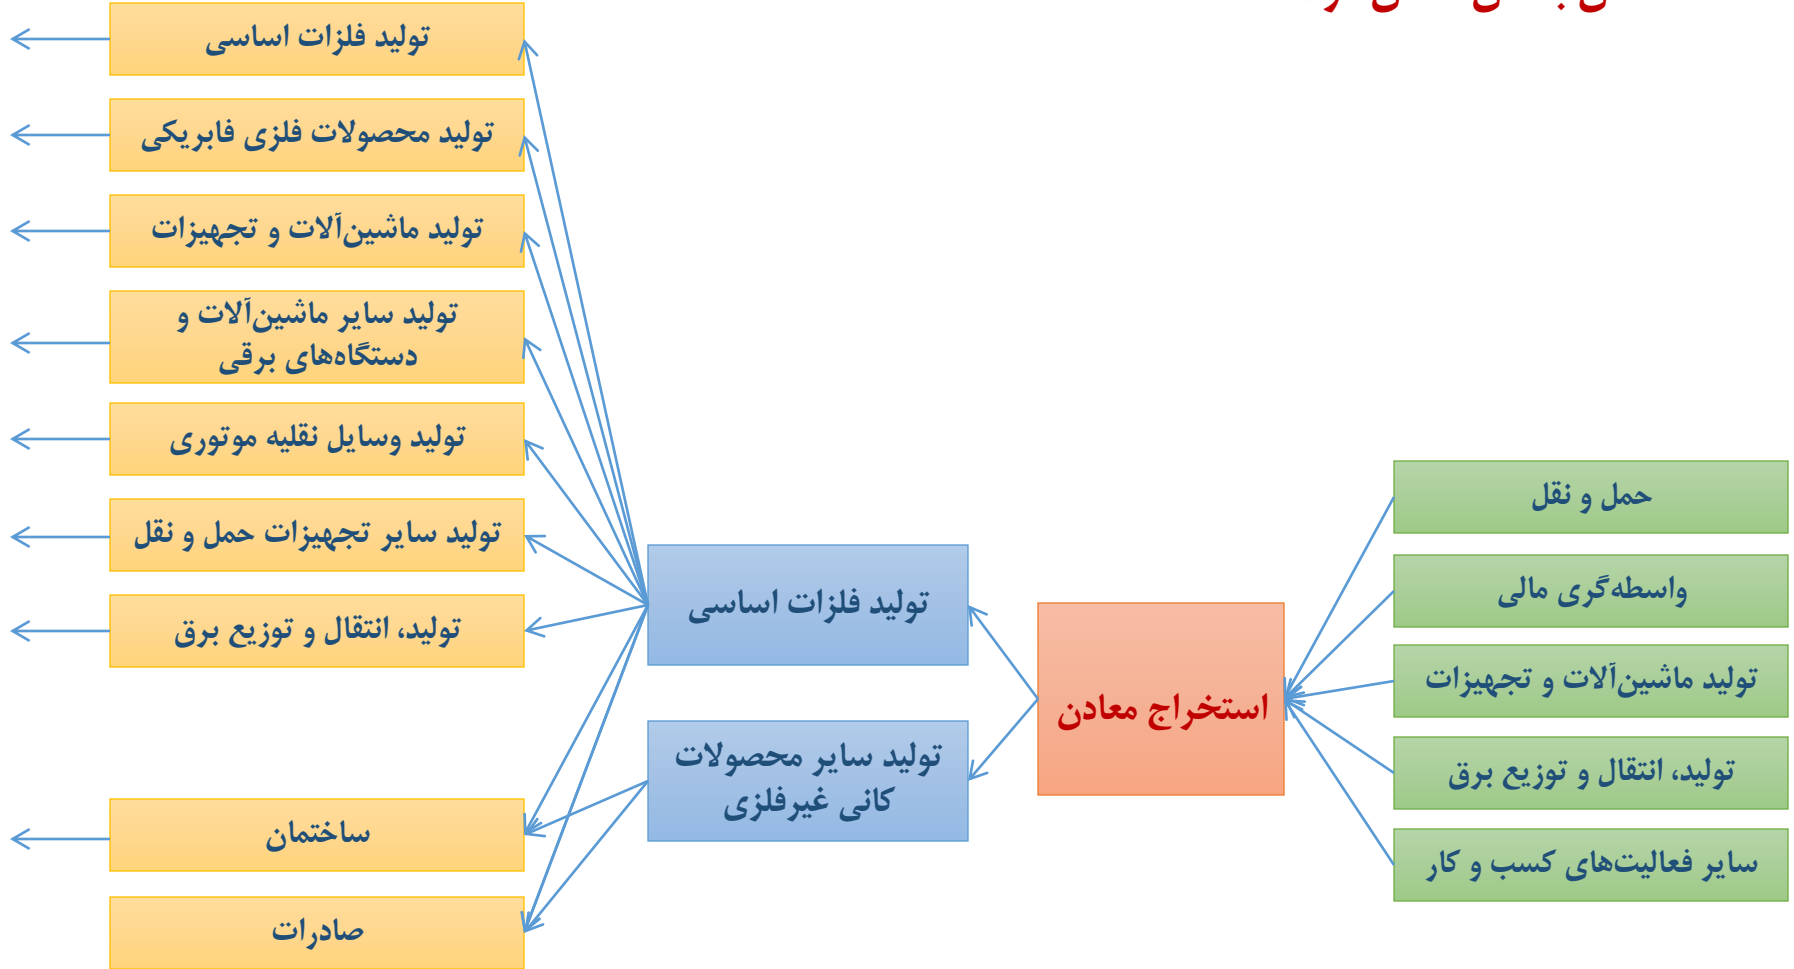 حمل و نقل
واسطه‌گری مالی
تولید ماشین‌آلات و تجهیزات
تولید، انتقال و توزیع برق
سایر فعالیت‌های کسب و کار
استخراج معادن
تولید فلزات اساسی
تولید سایر محصولات
کانی غیرفلزی
تولید فلزات اساسی
تولید محصولات فلزی فابریکی
تولید ماشین‌آلات و تجهیزات
تولید سایر ماشین‌آلات و
دستگاه‌های برقی
تولید وسایل نقلیه موتوری
تولید سایر تجهیزات حمل و نقل
تولید، انتقال و توزیع برق
ساختمان
صادرات